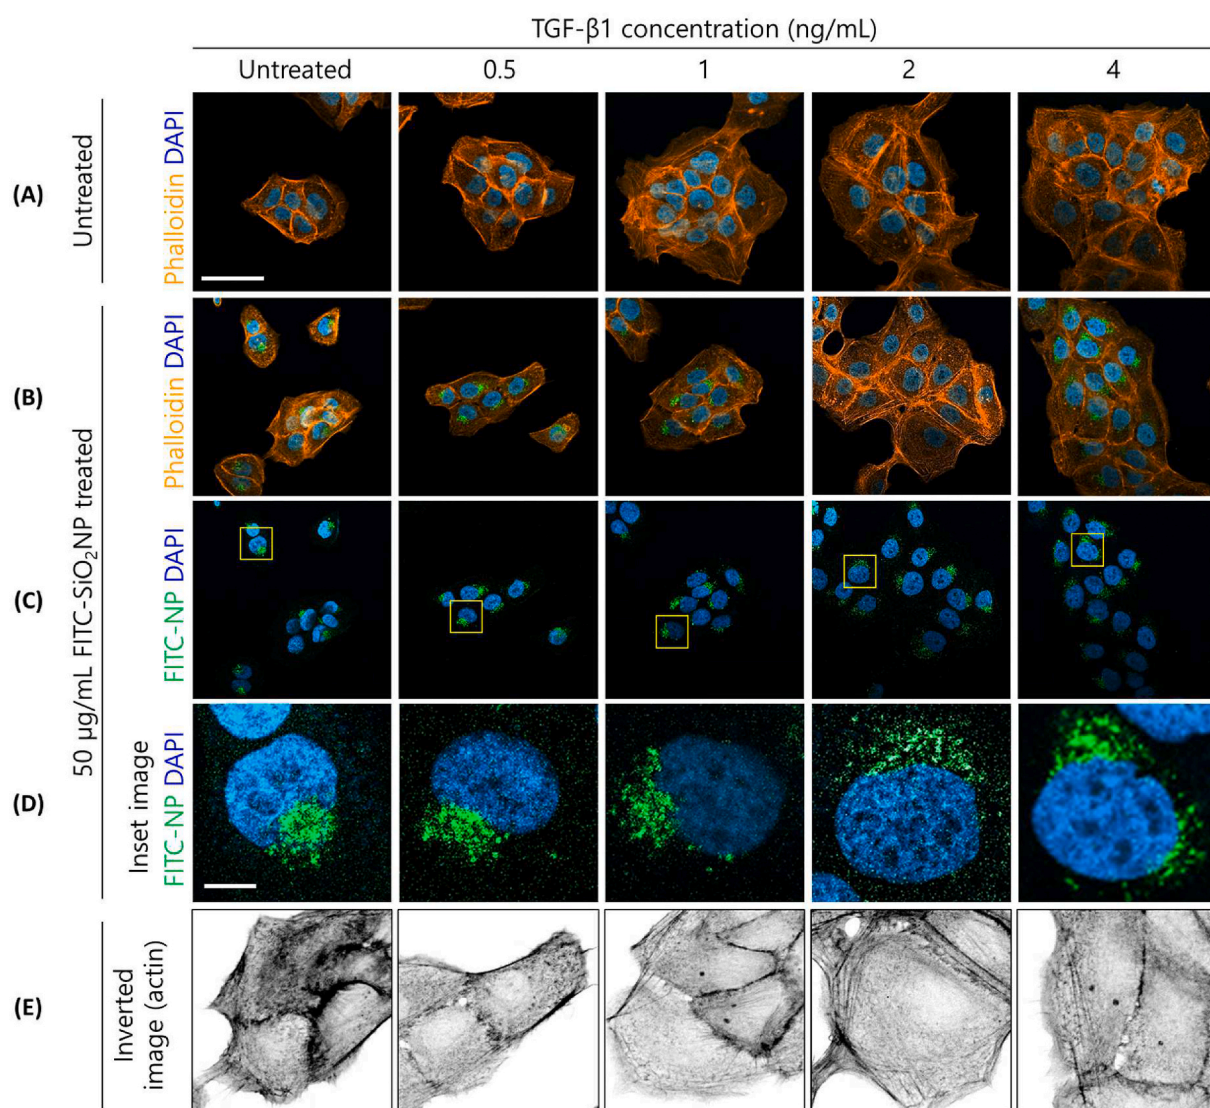 TGF-β1 concentration (ng/mL)
Untreated 0.5 1 2 4
(A)
Untreated
Phalloidin DAPI
50 µg/mL FITC-SiO₂NP treated
(B)
Phalloidin DAPI
(C)
FITC-NP DAPI
(D)
Inset image
FITC-NP DAPI
(E)
Inverted
image (actin)